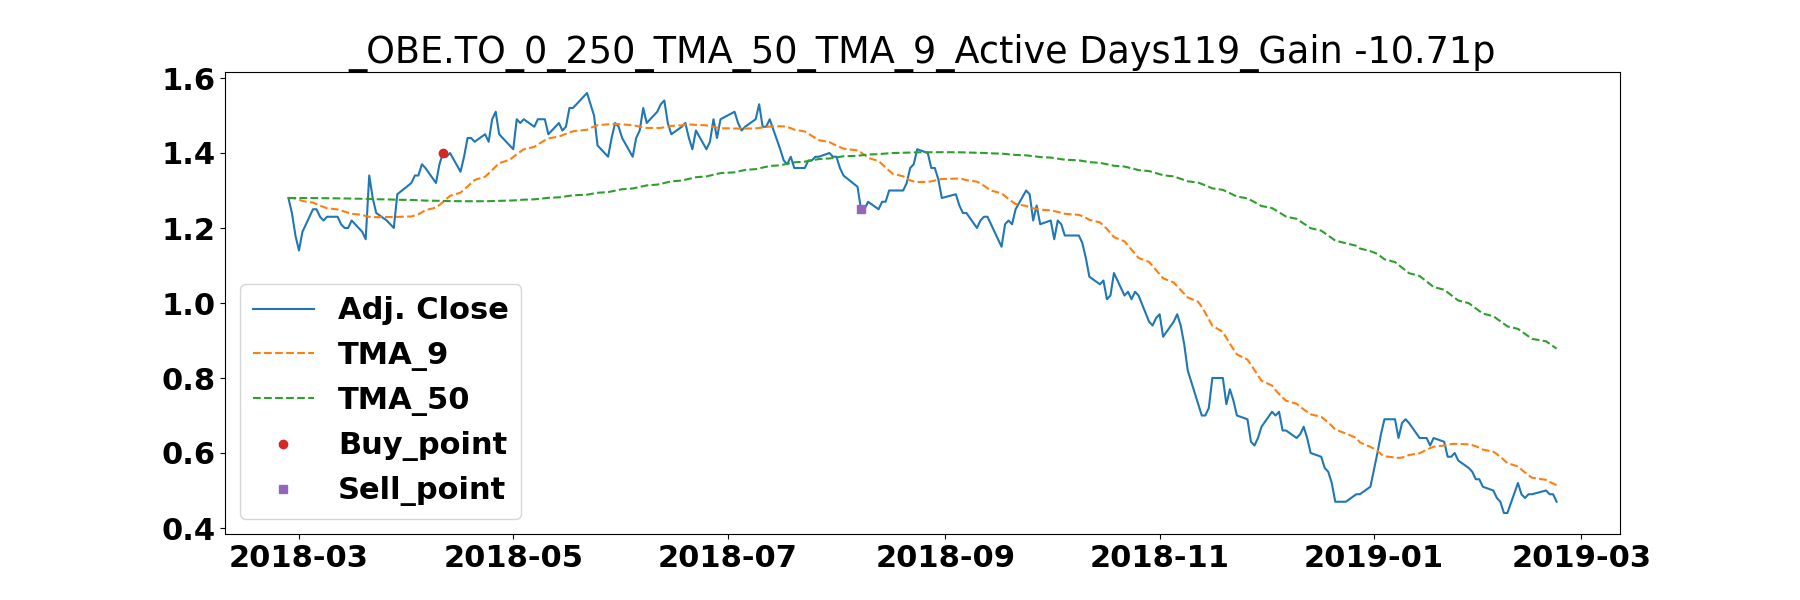 _OBE.TO_0_250_TMA_50_TMA_9_Active Days119_Gain -10.71p
1.6
1.4
1.2
1.0
0.8
0.6
0.4
Adj. Close
TMA_9
TMA_50
Buy_point
Sell_point
2018-03 2018-05 2018-07 2018-09 2018-11 2019-01 2019-03